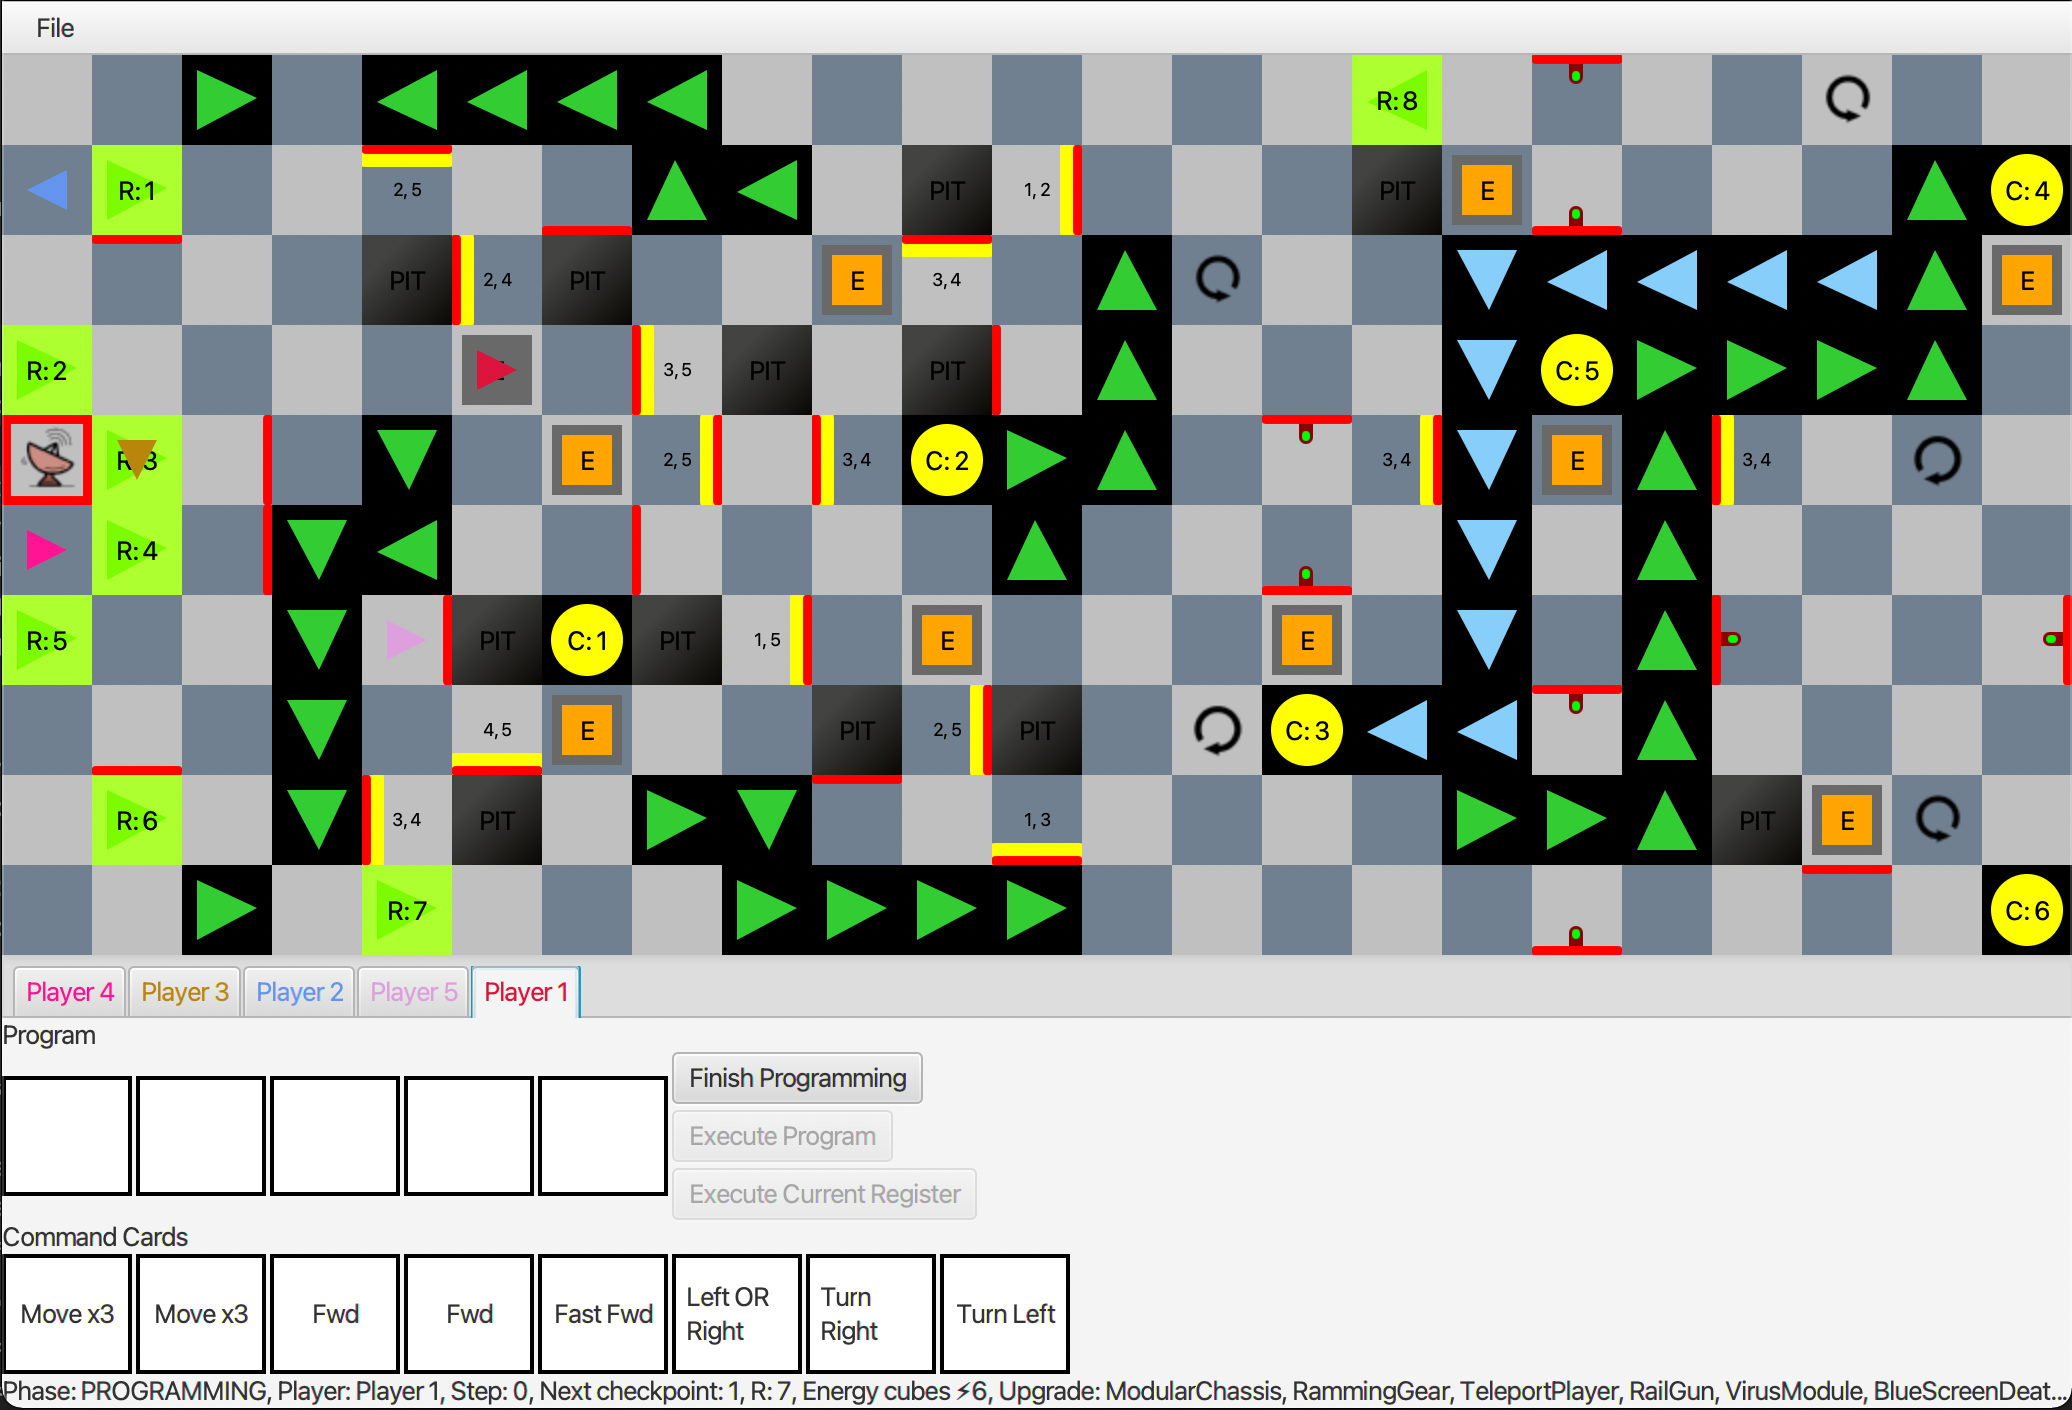 File
R:8
R:1
2, 5
PIT
1, 2
PIT
E
C:4
PIT
2, 4
PIT
E
3, 4
E
R:2
3, 5
PIT
PIT
C:5
E
2, 5
3, 4
C:2
3, 4
E
3, 4
R:4
R:5
PIT
C:1
PIT
1, 5
E
E
4, 5
E
PIT
2, 5
PIT
C:3
R:6
3, 4
PIT
1, 3
PIT
E
R:7
C:6
Player 4
Player 3
Player 2
Player 5
Player 1
Program
Finish Programming
Execute Program
Execute Current Register
Command Cards
Move x3
Move x3
Fwd
Fwd
Fast Fwd
Left OR
Right
Turn
Right
Turn Left
Phase: PROGRAMMING, Player: Player 1, Step: 0, Next checkpoint: 1, R: 7, Energy cubes ⚡6, Upgrade: ModularChassis, RammingGear, TeleportPlayer, RailGun, VirusModule, BlueScreenDeat...